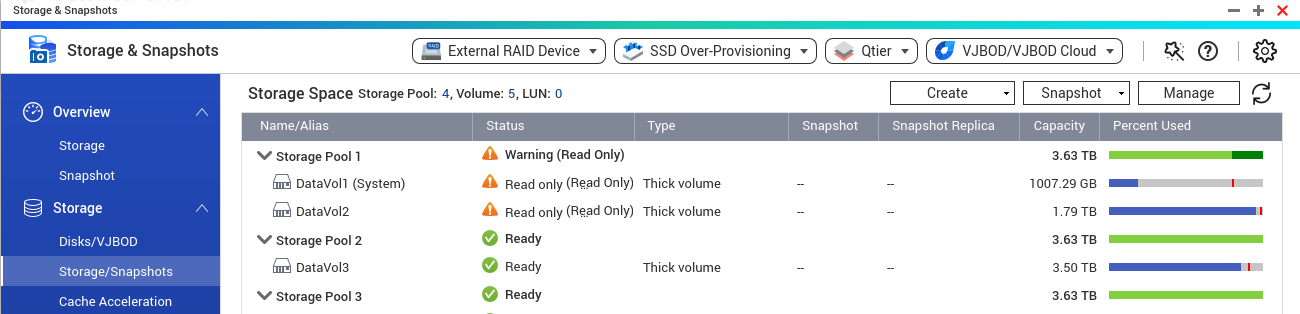 Storage & Snapshots
Storage & Snapshots External RAID Device SSD Over-Provisioning Qtier VJBOD/VJBOD Cloud
Overview
Storage
Snapshot
Storage
Disks/VJBOD
Storage/Snapshots
Cache Acceleration
Storage Space Storage Pool: 4, Volume: 5, LUN: 0 Create Snapshot Manage
Name/Alias Status Type Snapshot Snapshot Replica Capacity Percent Used
Storage Pool 1 Warning (Read Only) 3.63 TB
DataVol1 (System) Read only (Read Only) Thick volume -- -- 1007.29 GB
DataVol2 Read only (Read Only) Thick volume -- -- 1.79 TB
Storage Pool 2 Ready 3.63 TB
DataVol3 Ready Thick volume -- -- 3.50 TB
Storage Pool 3 Ready 3.63 TB